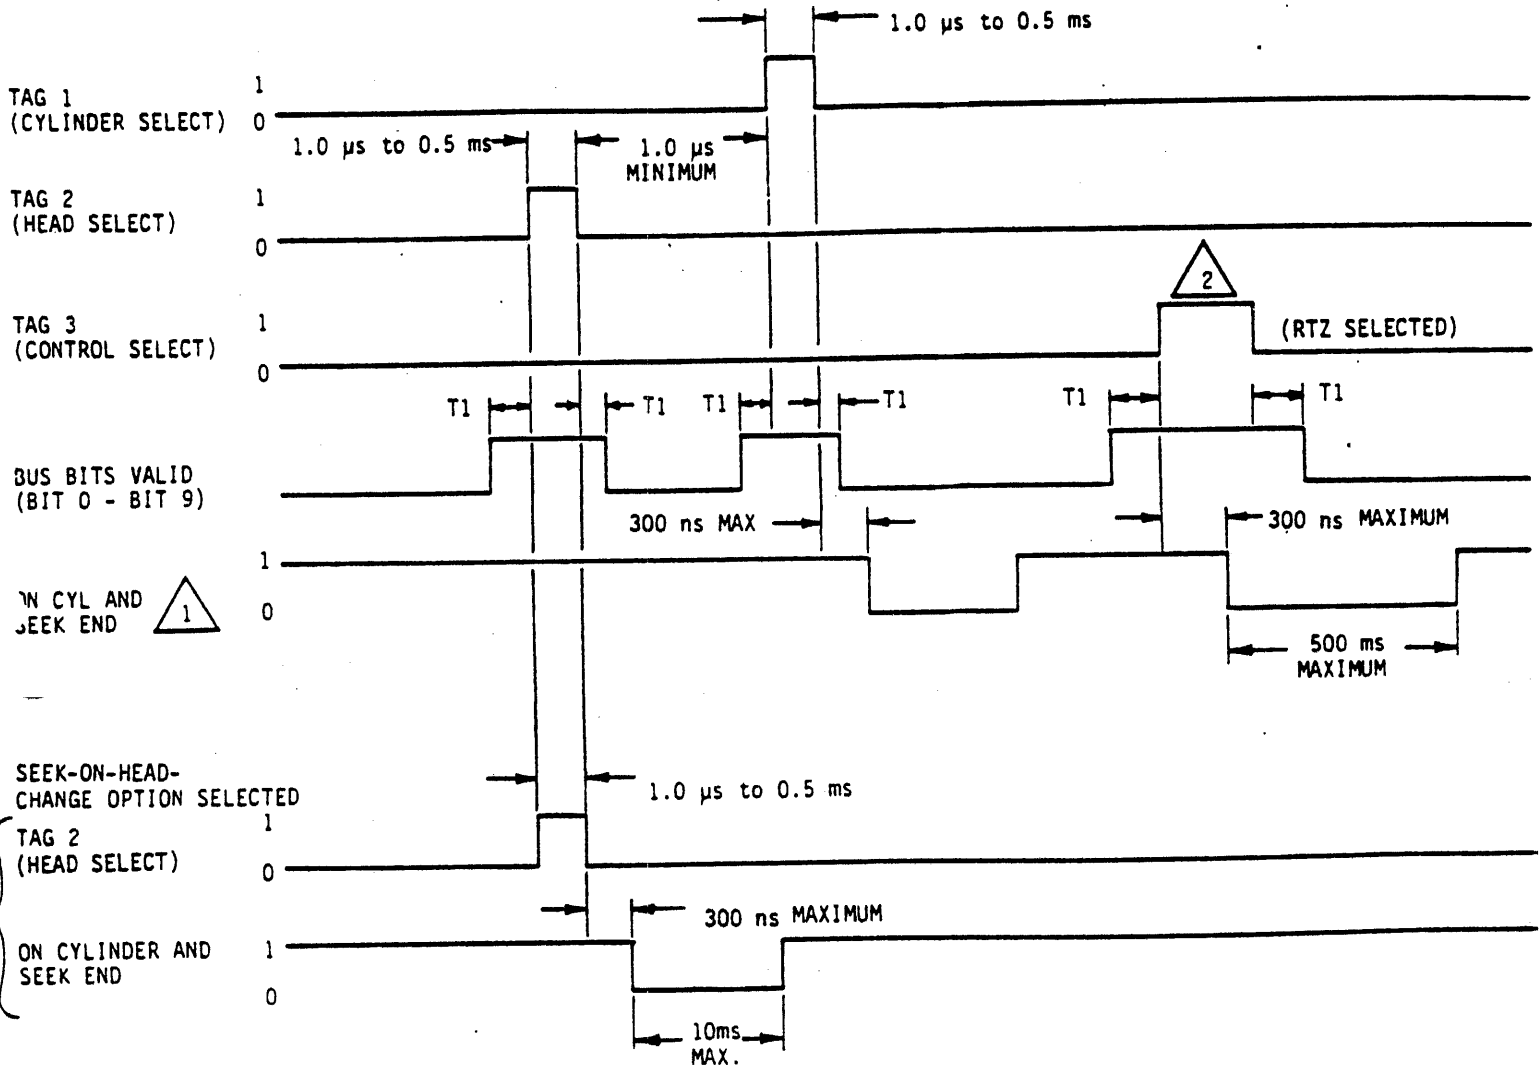 1.0 µs to 0.5 ms
TAG 1
(CYLINDER SELECT)
1
0
1.0 µs to 0.5 ms
1.0 µs
MINIMUM
TAG 2
(HEAD SELECT)
1
0
2
TAG 3
(CONTROL SELECT)
1
0
(RTZ SELECTED)
T1
T1
T1
T1
T1
T1
BUS BITS VALID
(BIT 0 - BIT 9)
300 ns MAX
300 ns MAXIMUM
1
0
N CYL AND
SEEK END
1
500 ms
MAXIMUM
SEEK-ON-HEAD-
CHANGE OPTION SELECTED
1.0 µs to 0.5 ms
TAG 2
(HEAD SELECT)
1
0
300 ns MAXIMUM
ON CYLINDER AND
SEEK END
1
0
10ms
MAX.